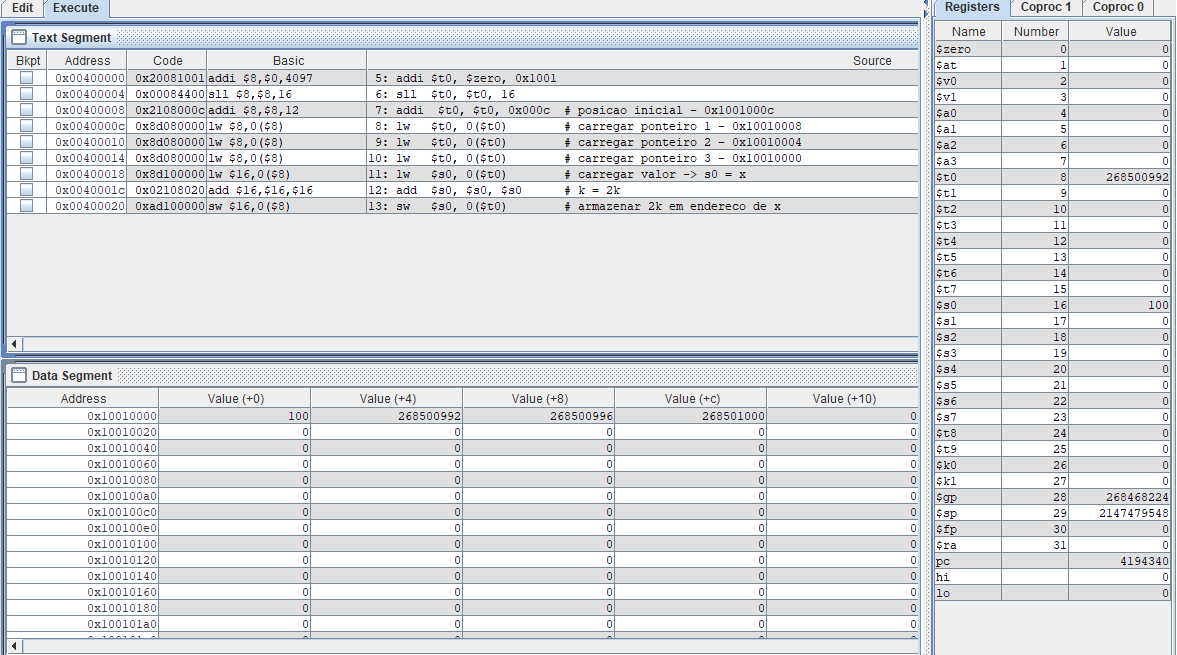 Edit Execute
Text Segment
Bkpt Address Code Basic Source
0x00400000 0x20081001 addi $8,$0,4097 5: addi $t0, $zero, 0x1001
0x00400004 0x00084400 sll $8,$8,16 6: sll $t0, $t0, 16
0x00400008 0x2108000c addi $8,$8,12 7: addi $t0, $t0, 0x000c # posicao inicial - 0x1001000c
0x0040000c 0x8d080000 lw $8,0($8) 8: lw $t0, 0($t0) # carregar ponteiro 1 - 0x10010008
0x00400010 0x8d080000 lw $8,0($8) 9: lw $t0, 0($t0) # carregar ponteiro 2 - 0x10010004
0x00400014 0x8d080000 lw $8,0($8) 10: lw $t0, 0($t0) # carregar ponteiro 3 - 0x10010000
0x00400018 0x8d100000 lw $16,0($8) 11: lw $s0, 0($t0) # carregar valor -> s0 = x
0x0040001c 0x02108020 add $16,$16,$16 12: add $s0, $s0, $s0 # k = 2k
0x00400020 0xad100000 sw $16,0($8) 13: sw $s0, 0($t0) # armazenar 2k em endereco de x
Data Segment
Address Value (+0) Value (+4) Value (+8) Value (+c) Value (+10)
0x10010000 100 268500992 268500996 268501000 0
0x10010020 0 0 0 0 0
0x10010040 0 0 0 0 0
0x10010060 0 0 0 0 0
0x10010080 0 0 0 0 0
0x100100a0 0 0 0 0 0
0x100100c0 0 0 0 0 0
0x100100e0 0 0 0 0 0
0x10010100 0 0 0 0 0
0x10010120 0 0 0 0 0
0x10010140 0 0 0 0 0
0x10010160 0 0 0 0 0
0x10010180 0 0 0 0 0
0x100101a0 0 0 0 0 0
Registers Coproc 1 Coproc 0
Name Number Value
$zero 0 0
$at 1 0
$v0 2 0
$v1 3 0
$a0 4 0
$a1 5 0
$a2 6 0
$a3 7 0
$t0 8 268500992
$t1 9 0
$t2 10 0
$t3 11 0
$t4 12 0
$t5 13 0
$t6 14 0
$t7 15 0
$s0 16 100
$s1 17 0
$s2 18 0
$s3 19 0
$s4 20 0
$s5 21 0
$s6 22 0
$s7 23 0
$t8 24 0
$t9 25 0
$k0 26 0
$k1 27 0
$gp 28 268468224
$sp 29 2147479548
$fp 30 0
$ra 31 0
pc 4194340
hi 0
lo 0